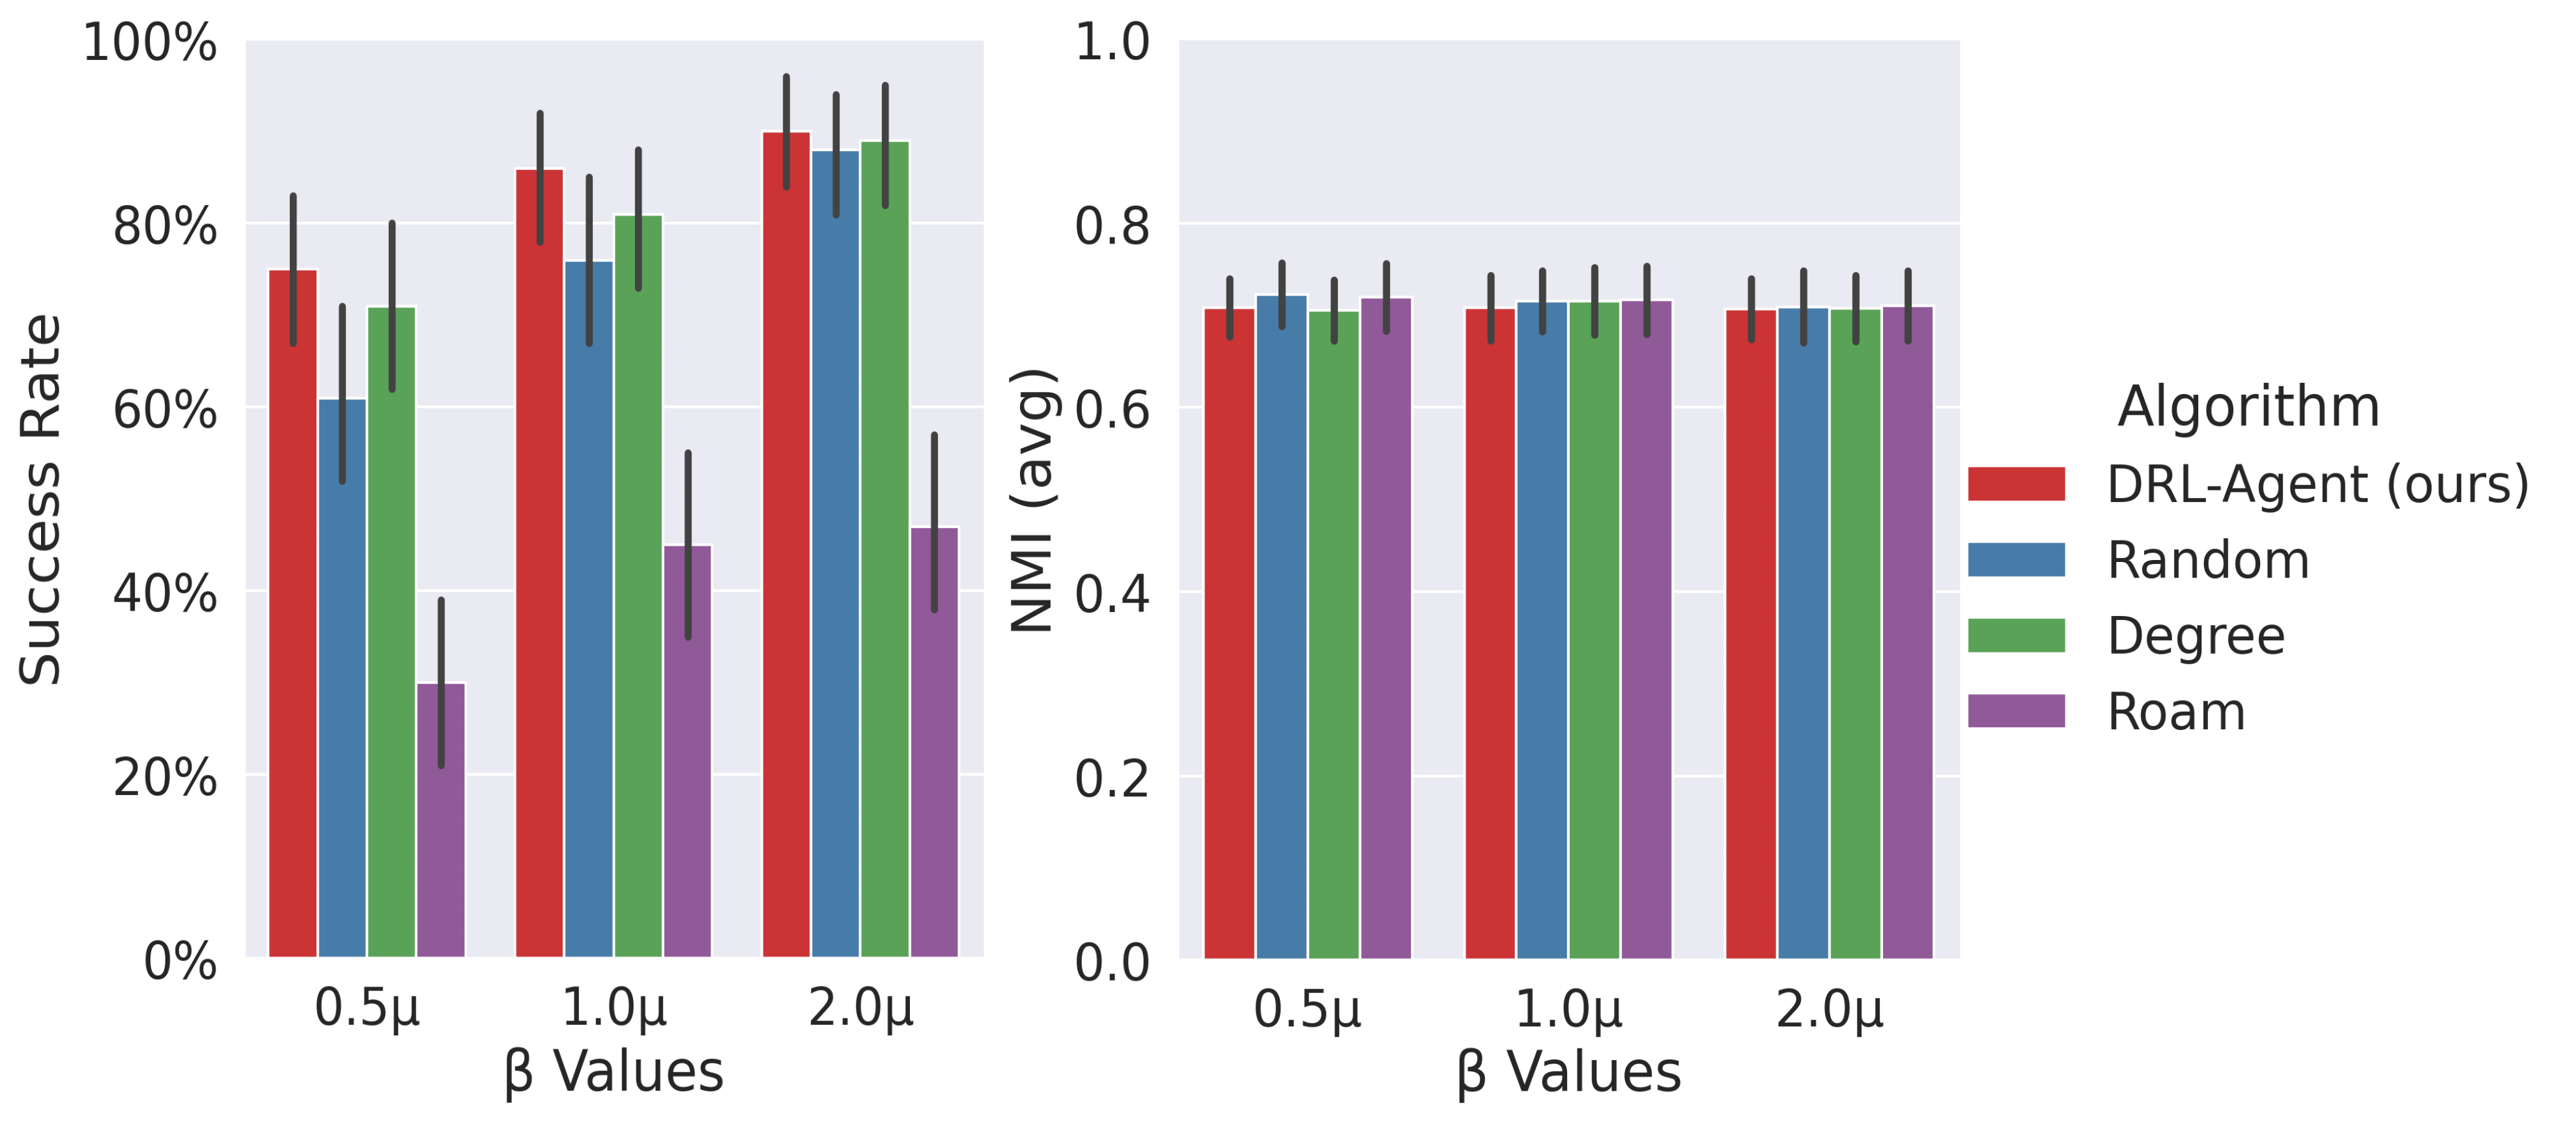 100%
80%
60%
40%
20%
0%
Success Rate
0.5μ 1.0μ 2.0μ
β Values
1.0
0.8
0.6
0.4
0.2
0.0
NMI (avg)
0.5μ 1.0μ 2.0μ
β Values
Algorithm
DRL-Agent (ours)
Random
Degree
Roam